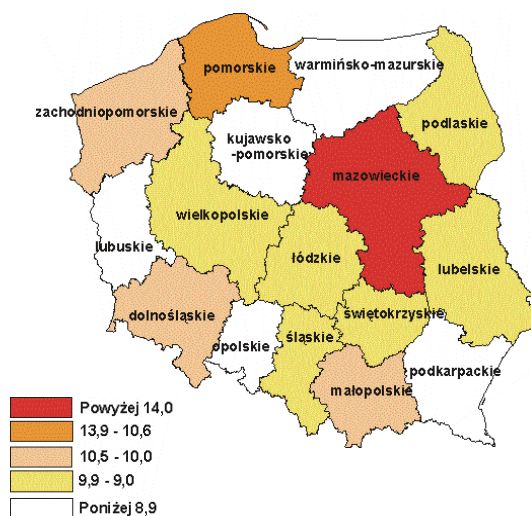 pomorskie
warmińsko-mazurskie
zachodniopomorskie
podlaskie
kujawsko
-pomorskie
mazowieckie
wielkopolskie
lubuskie
łódzkie
lubelskie
dolnośląskie
świętokrzyskie
opolskie
śląskie
podkarpackie
małopolskie
Powyżej 14,0
13,9 - 10,6
10,5 - 10,0
9,9 - 9,0
Poniżej 8,9